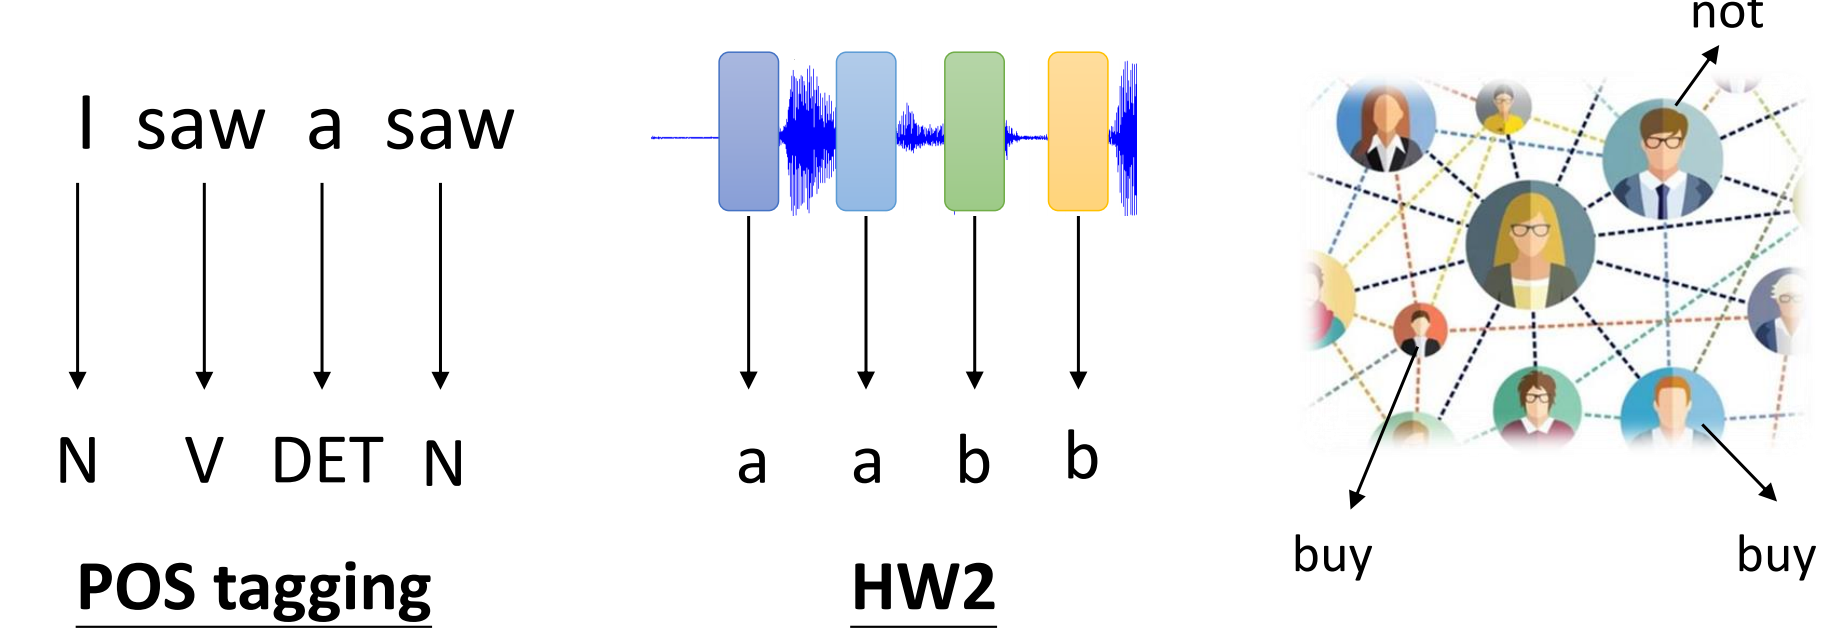 I saw a saw
N V DET N
POS tagging
a a b b
HW2
not
buy
buy